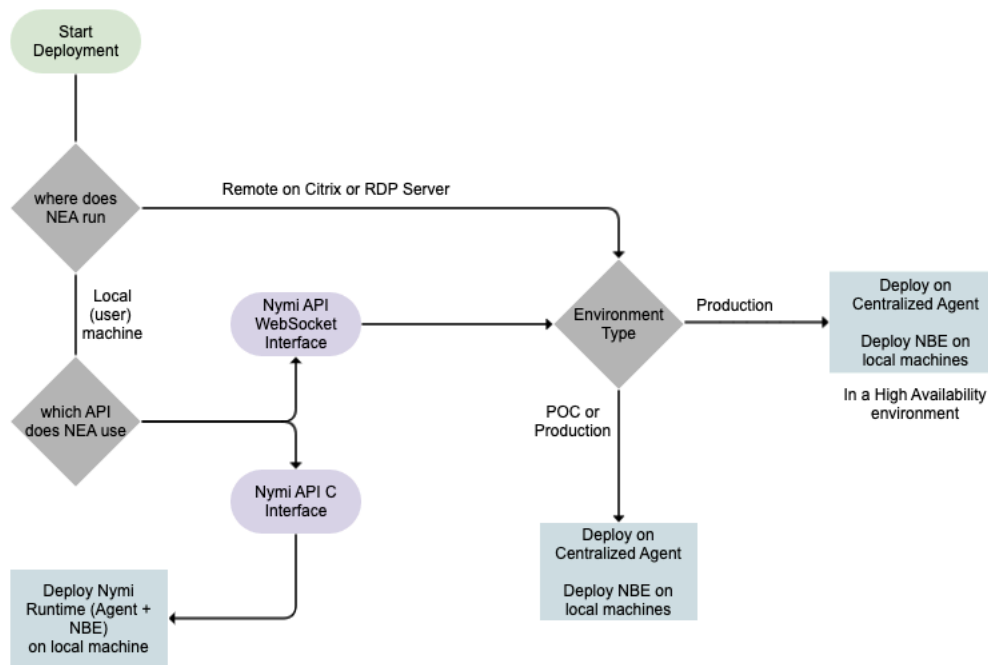 Start
Deployment
where does
NEA run
Remote on Citrix or RDP Server
Local
(user)
machine
Nymi API
WebSocket
Interface
Environment
Type
Production
Deploy on
Centralized Agent
Deploy NBE on
local machines
In a High Availability
environment
which API
does NEA use
POC or
Production
Nymi API C
Interface
Deploy on
Centralized Agent
Deploy NBE on
local machines
Deploy Nymi
Runtime (Agent +
NBE)
on local machine